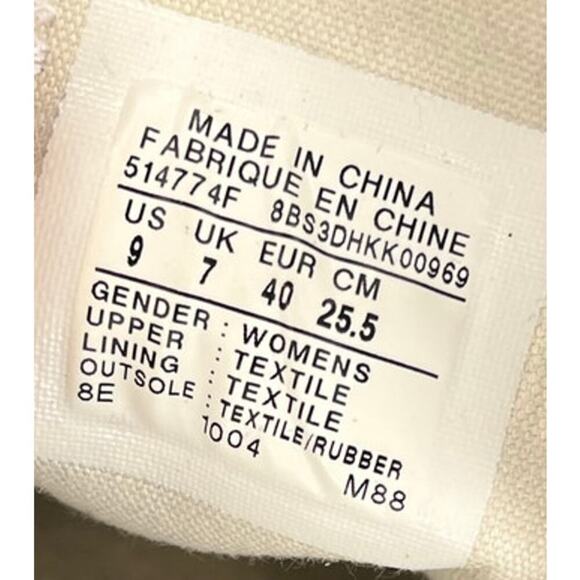 MADE IN CHINA
FABRIQUE EN CHINE
514774F 8BS3DHKK00969
US UK EUR CM
9 7 40 25.5
GENDER : WOMENS
UPPER : TEXTILE
LINING : TEXTILE
OUTSOLE : TEXTILE/RUBBER
8E 1004 M88